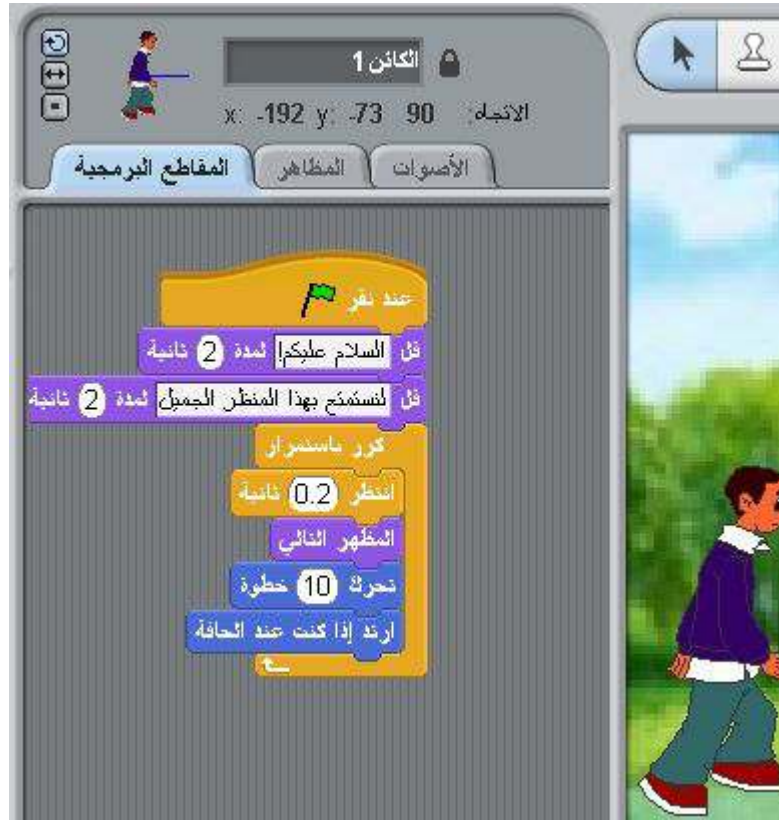 الكائن 1
x: -192 y: -73 90 الاتجاه:
المقاطع البرمجية المظاهر الأصوات
عند نقر
قل السلام عليكم! لمدة 2 ثانية
قل لنستمتع بهذا المنظر الجميل لمدة 2 ثانية
كرر باستمرار
انتظر 0.2 ثانية
المظهر التالي
تحرك 10 خطوة
ارتد إذا كنت عند الحافة